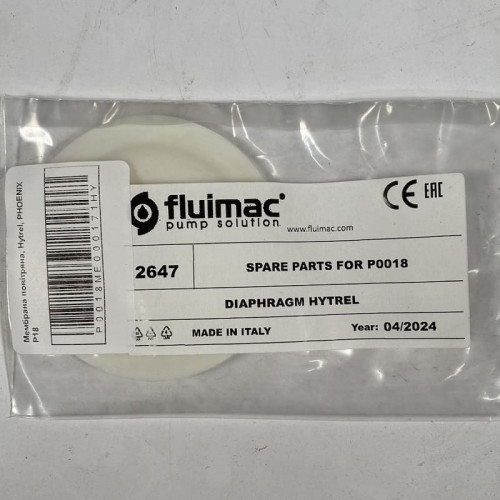 fluimac
pump solution
www.fluimac.com
CE EAC
2647
SPARE PARTS FOR P0018
DIAPHRAGM HYTREL
MADE IN ITALY
Year: 04/2024
Мембрана повітряна, Hytrel, PHOENIX
P18
P0018ME000171HY